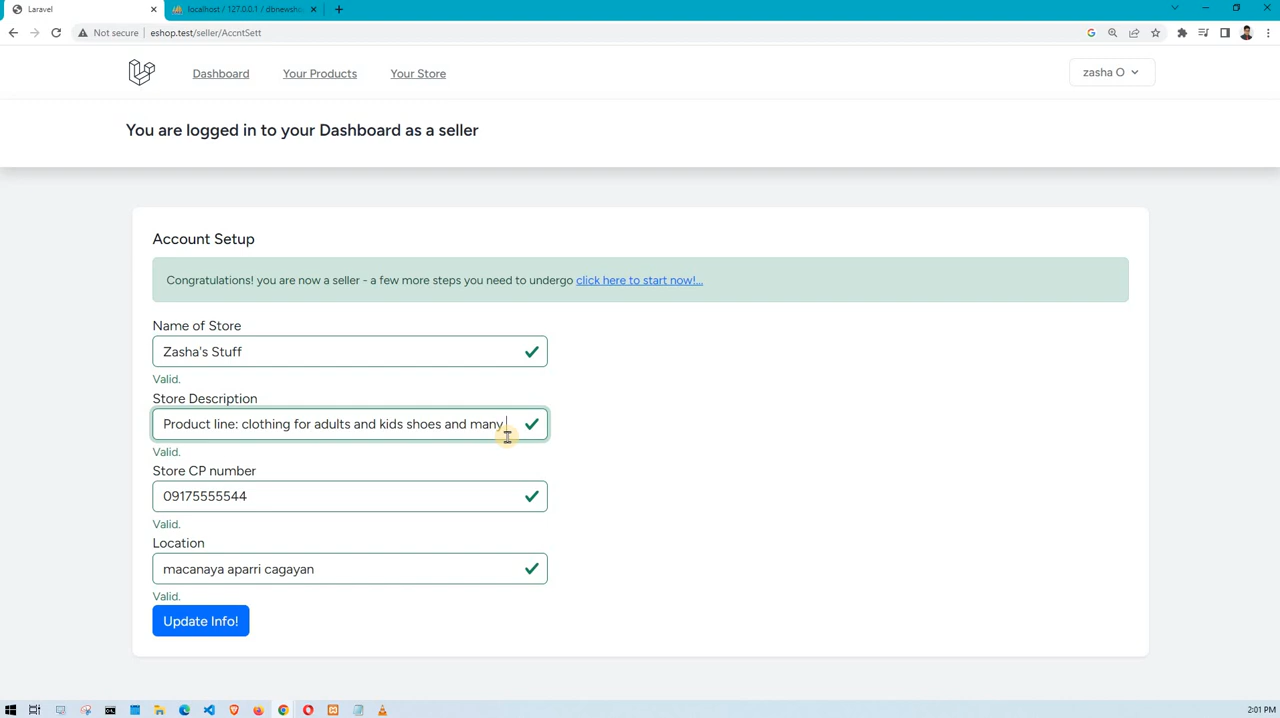 Laravel
localhost / 127.0.0.1 / dbnewsho
Not secure
eshop.test/seller/AccntSett
Dashboard
Your Products
Your Store
zasha O
You are logged in to your Dashboard as a seller
Account Setup
Congratulations! you are now a seller - a few more steps you need to undergo click here to start now!...
Name of Store
Zasha's Stuff
Valid.
Store Description
Product line: clothing for adults and kids shoes and many
Valid.
Store CP number
09175555544
Valid.
Location
macanaya aparri cagayan
Valid.
Update Info!
2:01 PM